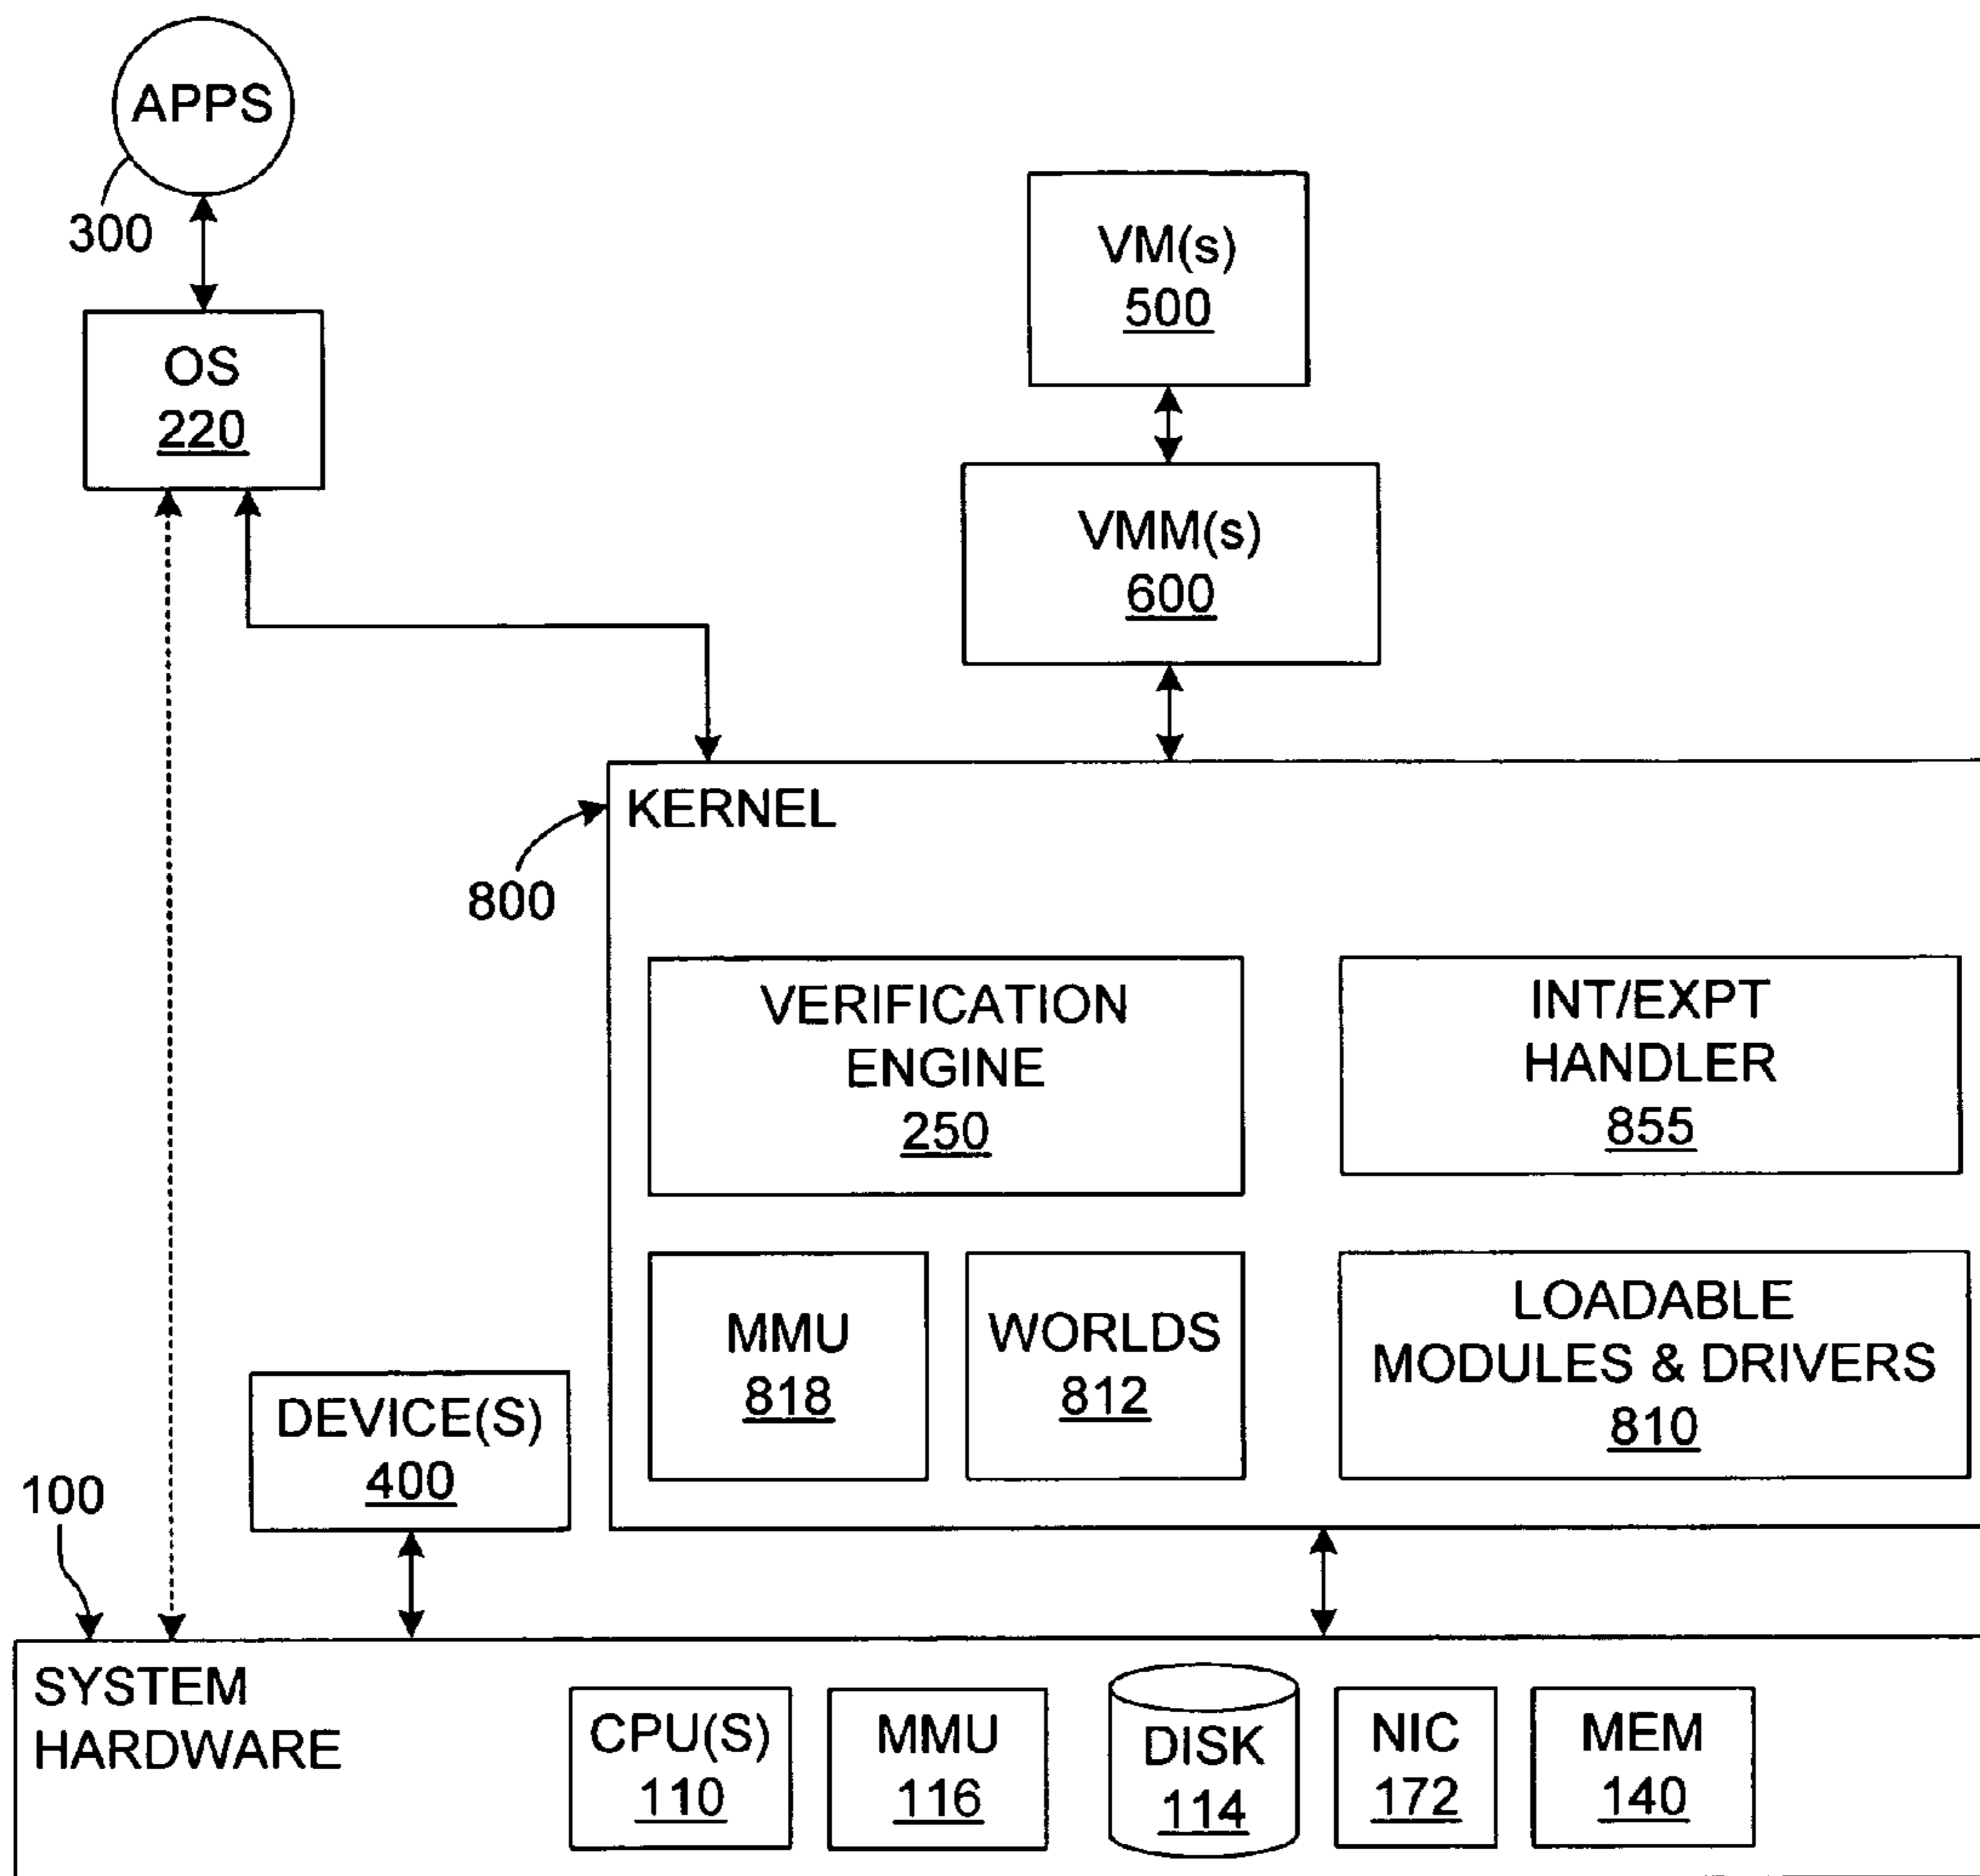 APPS
300
OS
220
VM(s)
500
VMM(s)
600
KERNEL
800
VERIFICATION
ENGINE
250
INT/EXPT
HANDLER
855
MMU
818
WORLDS
812
LOADABLE
MODULES & DRIVERS
810
DEVICE(S)
400
100
SYSTEM
HARDWARE
CPU(S)
110
MMU
116
DISK
114
NIC
172
MEM
140